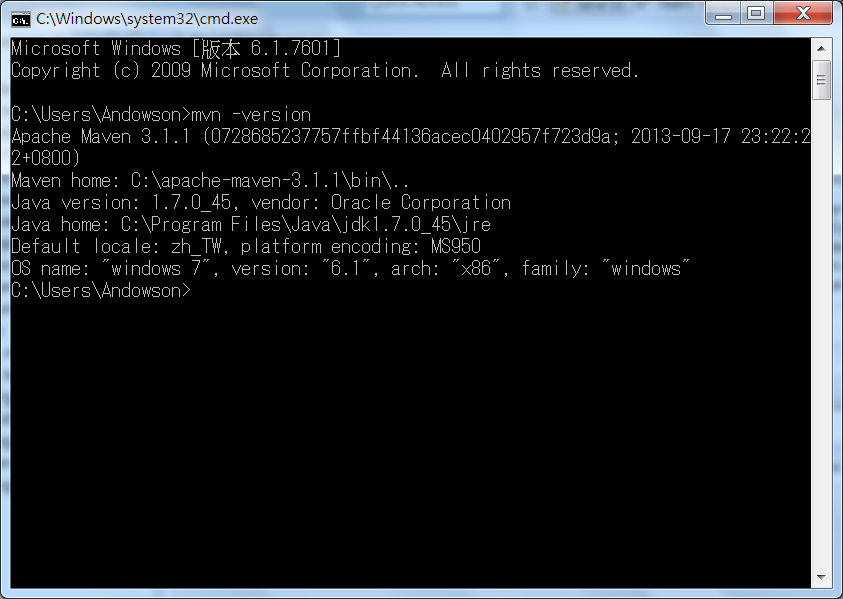 C:\Windows\system32\cmd.exe
Microsoft Windows [版本 6.1.7601]
Copyright (c) 2009 Microsoft Corporation.  All rights reserved.
C:\Users\Andowson>mvn -version
Apache Maven 3.1.1 (0728685237757ffbf44136acec0402957f723d9a; 2013-09-17 23:22:2
2+0800)
Maven home: C:\apache-maven-3.1.1\bin\..
Java version: 1.7.0_45, vendor: Oracle Corporation
Java home: C:\Program Files\Java\jdk1.7.0_45\jre
Default locale: zh_TW, platform encoding: MS950
OS name: "windows 7", version: "6.1", arch: "x86", family: "windows"
C:\Users\Andowson>